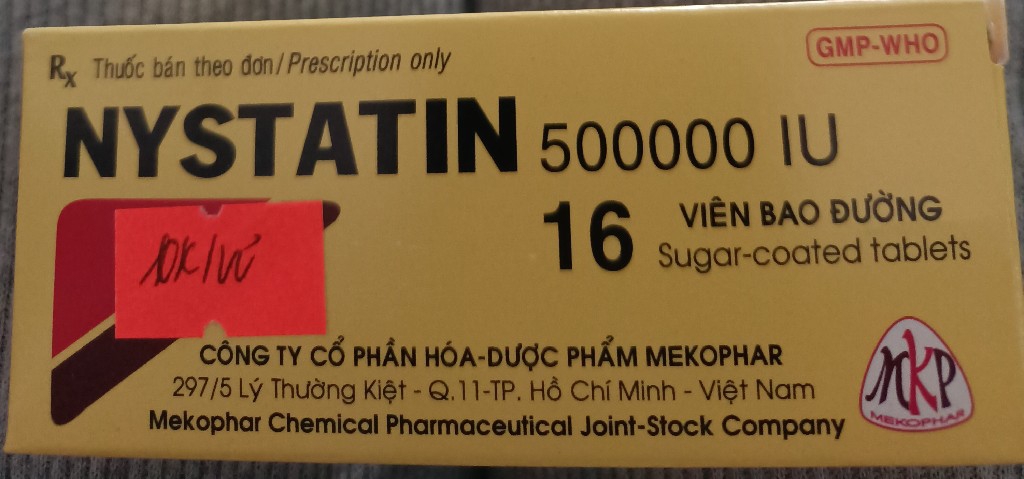 Rx Thuốc bán theo đơn/Prescription only
GMP-WHO
NYSTATIN 500000 IU
16 VIÊN BAO ĐƯỜNG
Sugar-coated tablets
10K/vỉ
CÔNG TY CỔ PHẦN HÓA-DƯỢC PHẨM MEKOPHAR
297/5 Lý Thường Kiệt - Q.11-TP. Hồ Chí Minh - Việt Nam
Mekophar Chemical Pharmaceutical Joint-Stock Company
MKP
MEKOPHAR